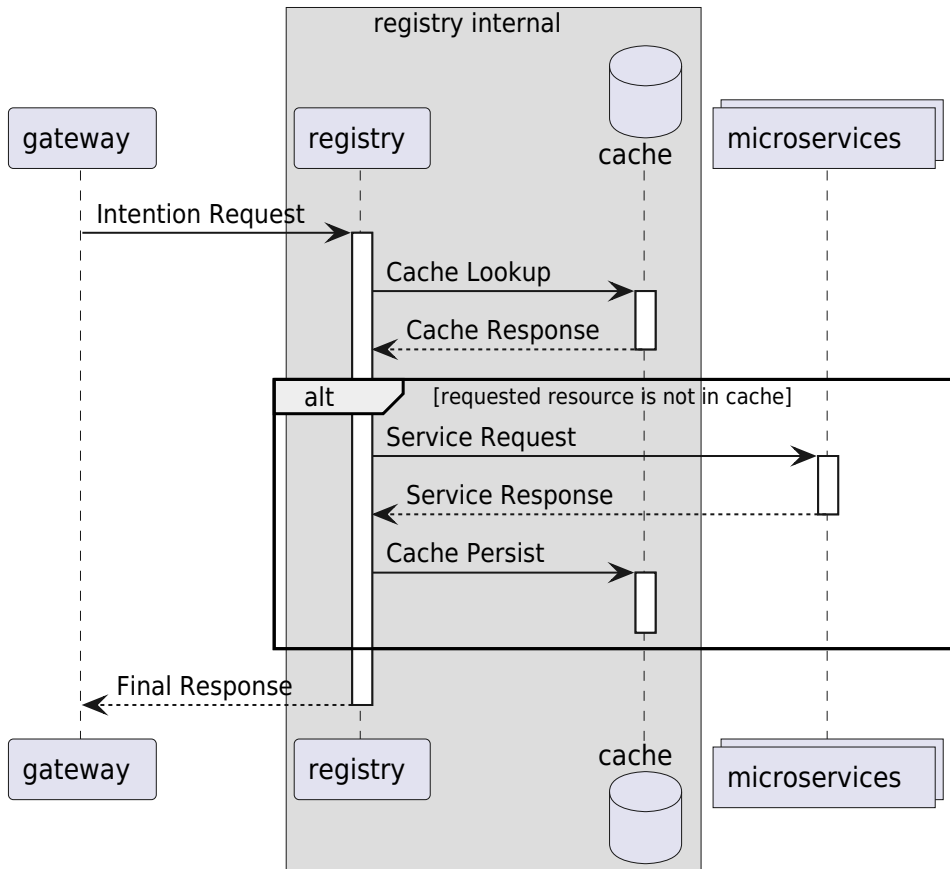 registry internal
gateway
registry
cache
microservices
Intention Request
Cache Lookup
Cache Response
alt
[requested resource is not in cache]
Service Request
Service Response
Cache Persist
Final Response
gateway
registry
cache
microservices